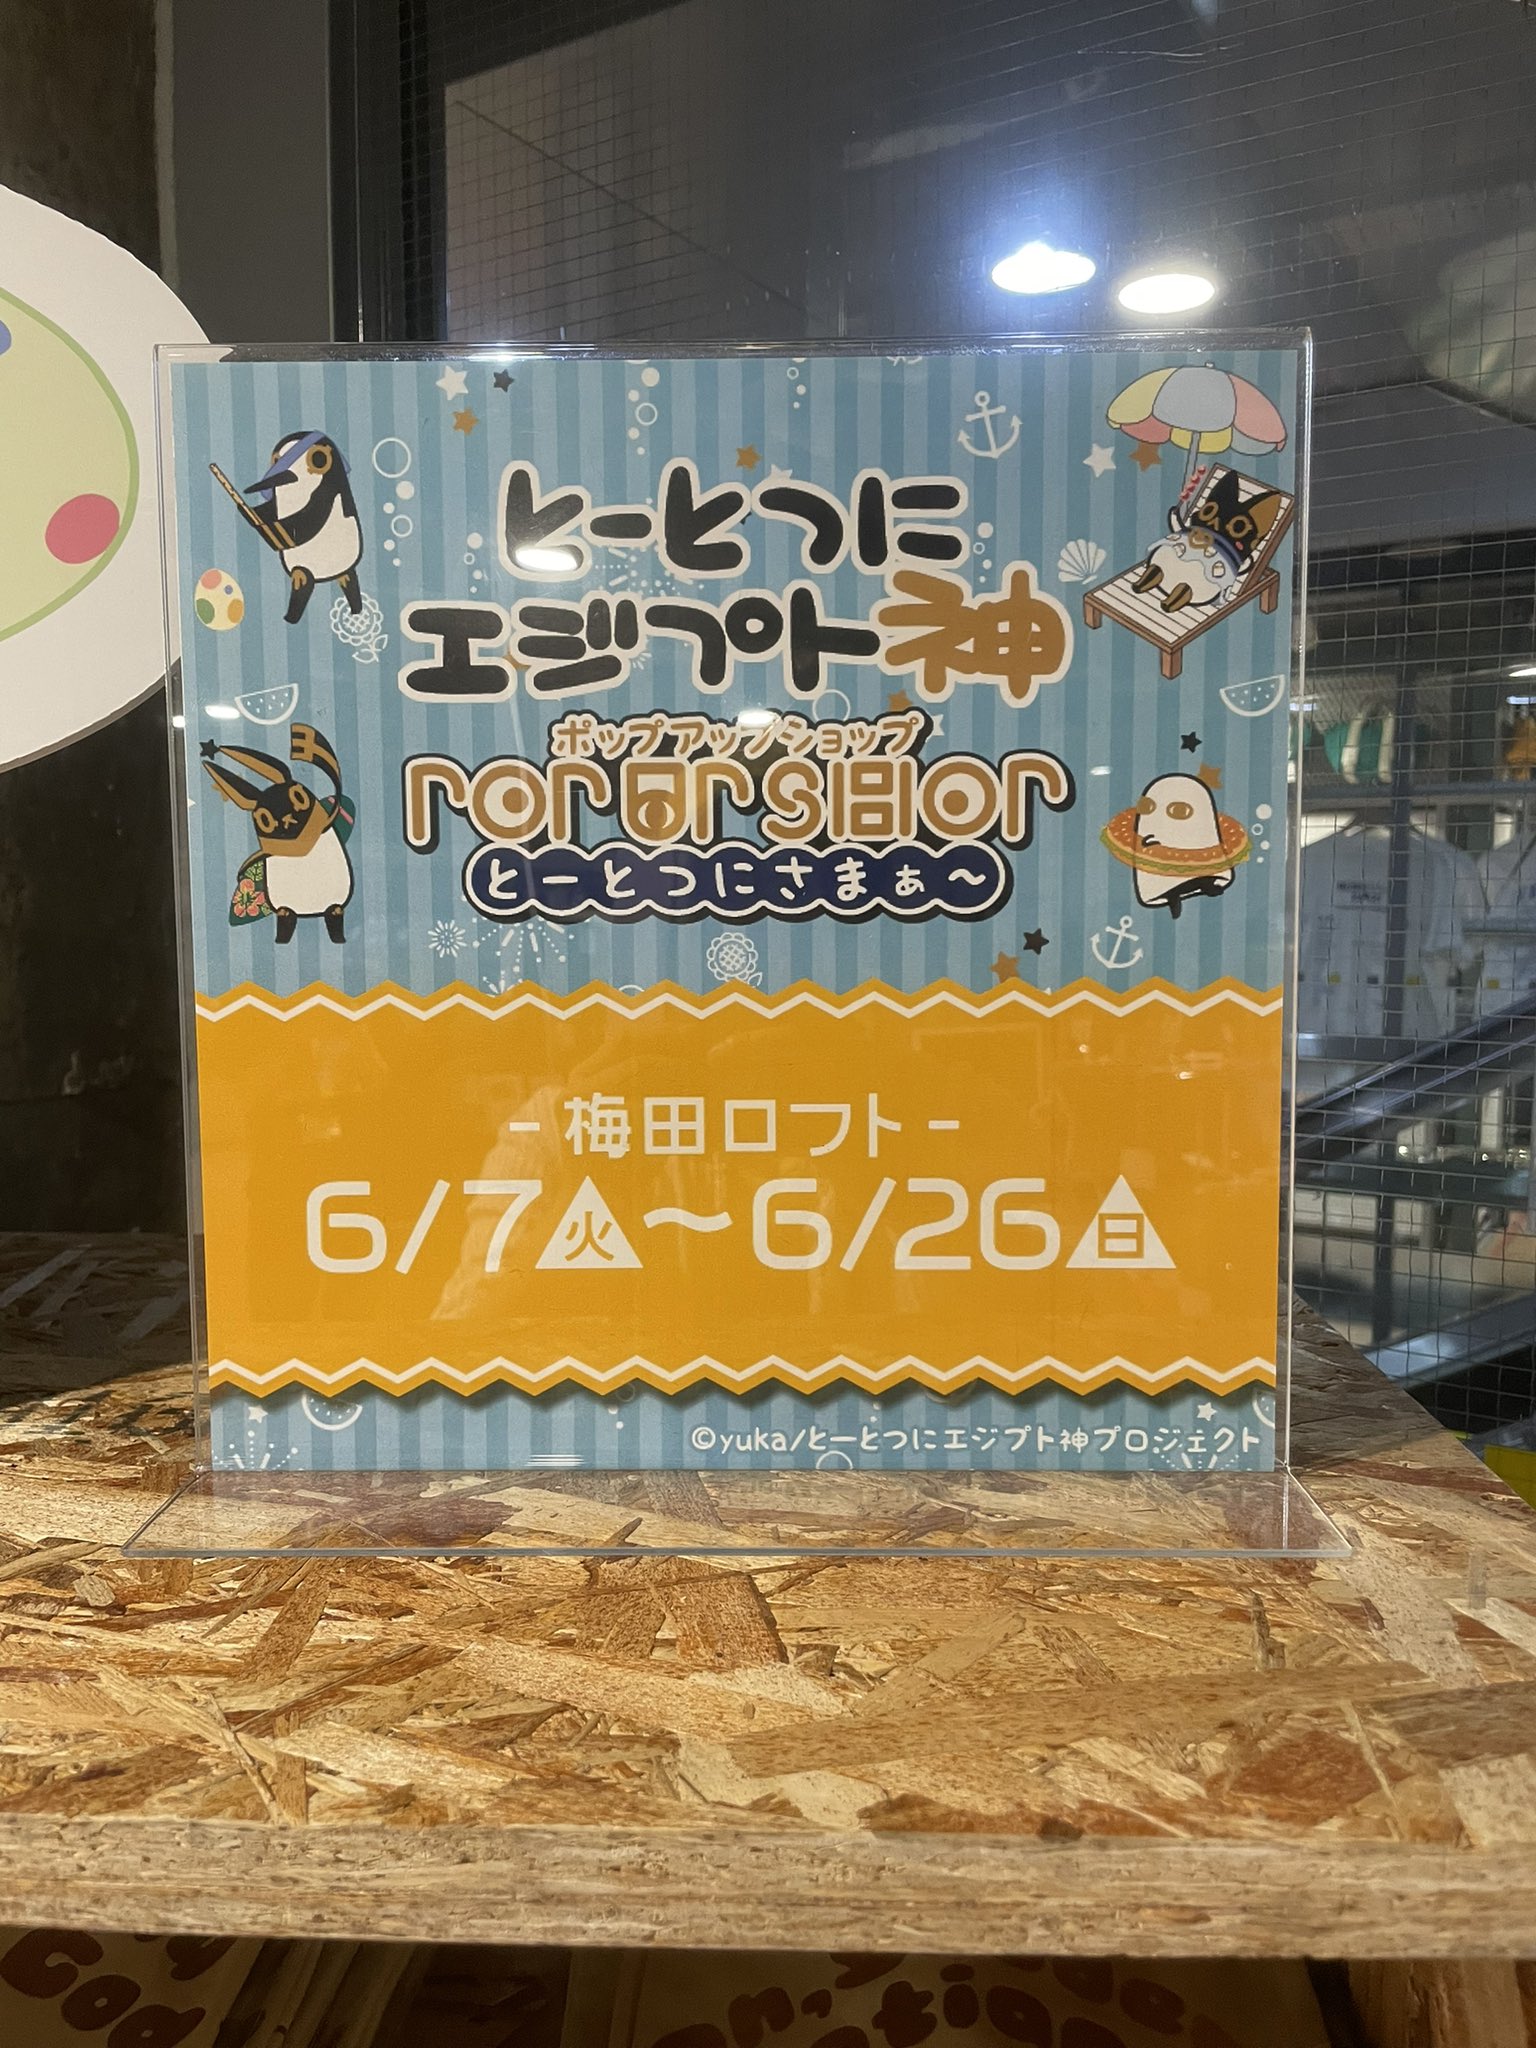 とーとつに
エジプト神
ポップアップショップ
POP UP SHOP
とーとつにさまぁ～
-梅田ロフト-
6/7火～6/26日
©yuka/とーとつにエジプト神プロジェクト